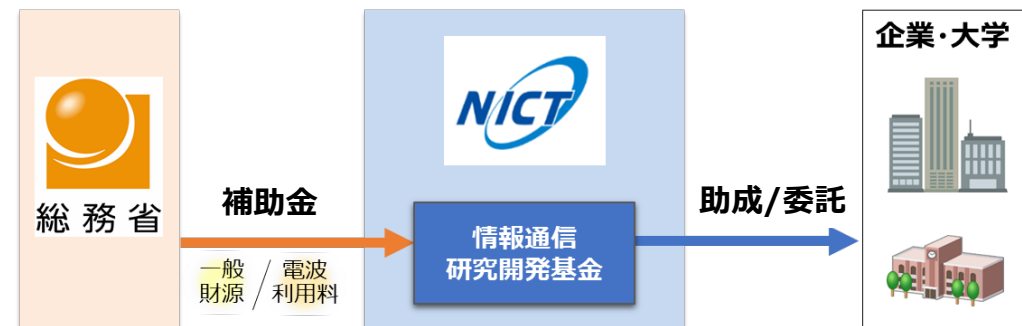 総務省
補助金
一般
財源
/
電波
利用料
NICT
情報通信
研究開発基金
助成/委託
企業・大学